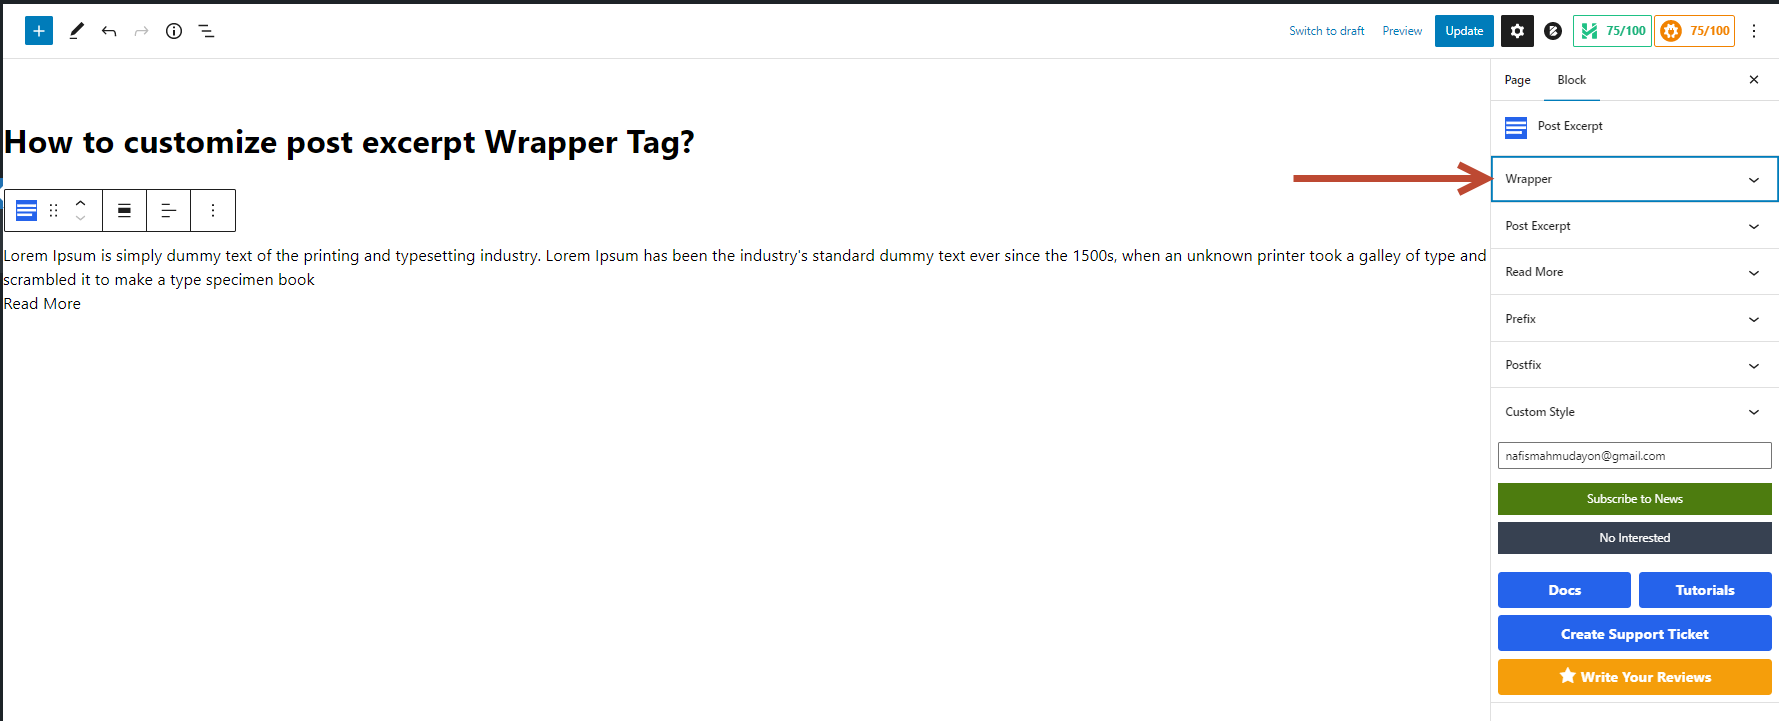 Switch to draft
Preview
Update
75/100
75/100
Page
Block
Post Excerpt
How to customize post excerpt Wrapper Tag?
Wrapper
Post Excerpt
Lorem Ipsum is simply dummy text of the printing and typesetting industry. Lorem Ipsum has been the industry's standard dummy text ever since the 1500s, when an unknown printer took a galley of type and
scrambled it to make a type specimen book
Read More
Read More
Prefix
Postfix
Custom Style
nafismahmudayon@gmail.com
Subscribe to News
No Interested
Docs
Tutorials
Create Support Ticket
Write Your Reviews